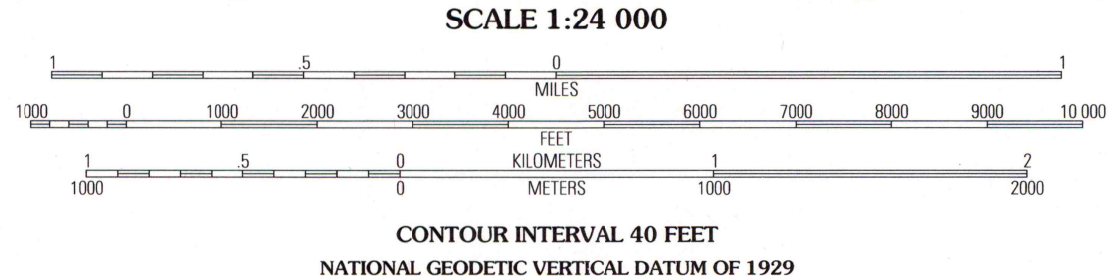 SCALE 1:24 000
1 .5 0 1
MILES
1000 0 1000 2000 3000 4000 5000 6000 7000 8000 9000 10 000
FEET
1 .5 0 KILOMETERS 1 2
1000 0 METERS 1000 2000
CONTOUR INTERVAL 40 FEET
NATIONAL GEODETIC VERTICAL DATUM OF 1929